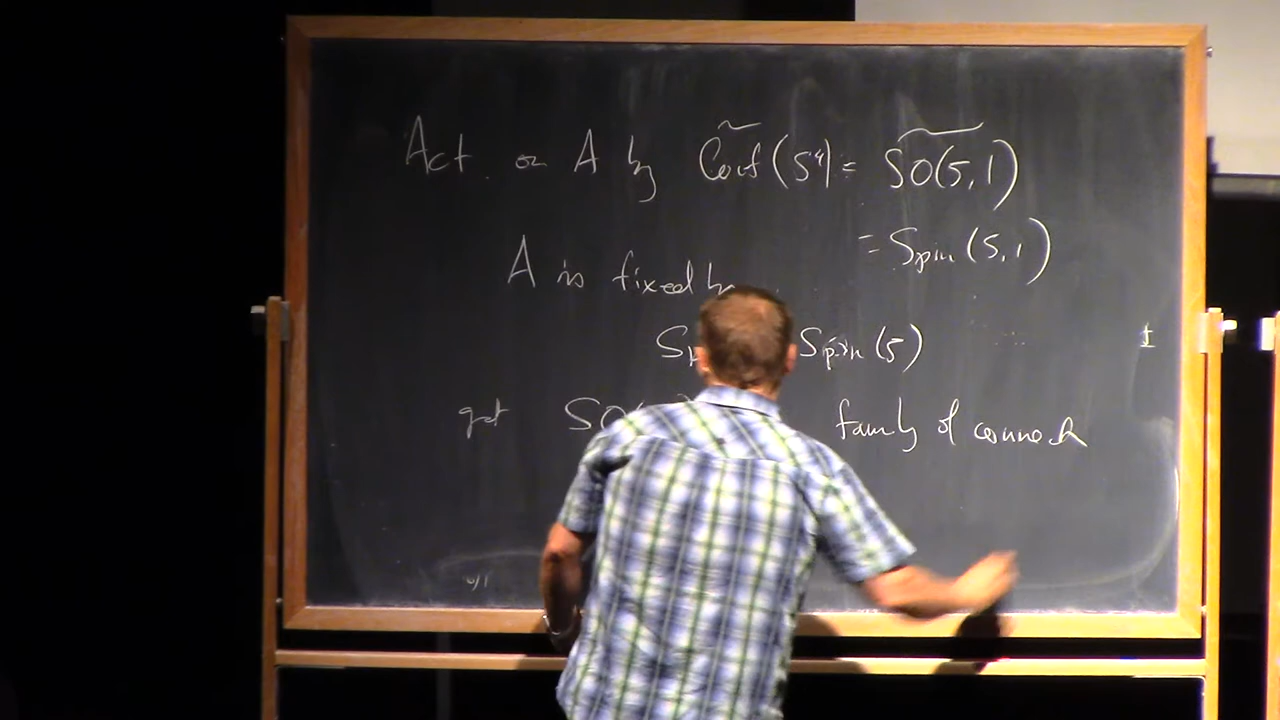 Act on A by C͠onf(S⁴) = S͠O(5,1)
= Spin(5,1)
A is fixed by
Spin(5)
get SO( family of connect